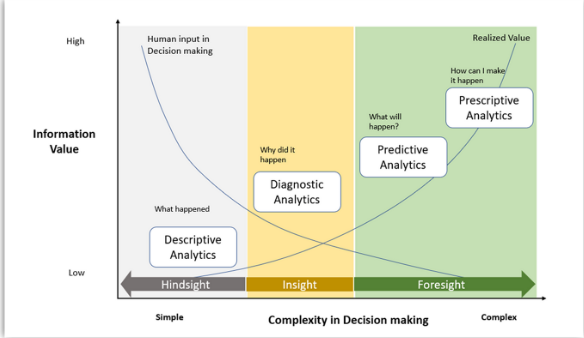 High
Human input in
Decision making
Realized Value
How can I make
it happen
Prescriptive
Analytics
What will
happen?
Predictive
Analytics
Information
Value
Why did it
happen
Diagnostic
Analytics
What happened
Descriptive
Analytics
Low
Hindsight
Insight
Foresight
Simple
Complexity in Decision making
Complex